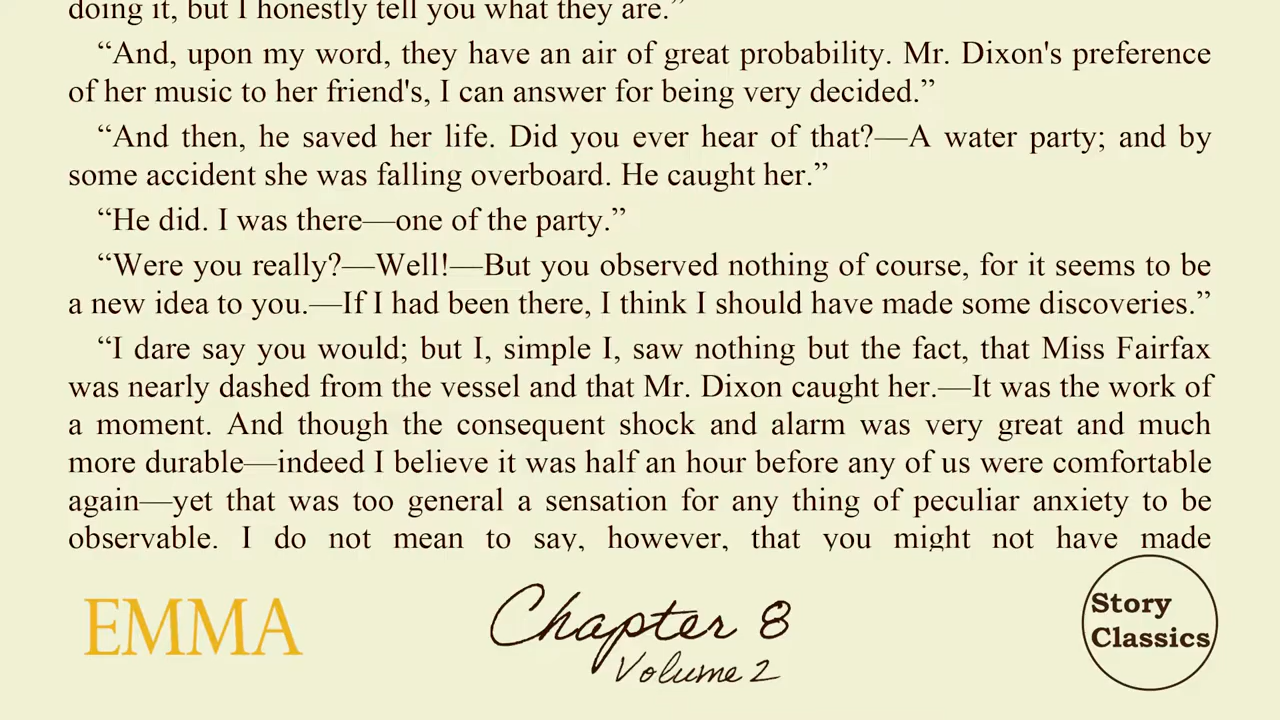 doing it, but I honestly tell you what they are.”
“And, upon my word, they have an air of great probability. Mr. Dixon's preference
of her music to her friend's, I can answer for being very decided.”
“And then, he saved her life. Did you ever hear of that?—A water party; and by
some accident she was falling overboard. He caught her.”
“He did. I was there—one of the party.”
“Were you really?—Well!—But you observed nothing of course, for it seems to be
a new idea to you.—If I had been there, I think I should have made some discoveries.”
“I dare say you would; but I, simple I, saw nothing but the fact, that Miss Fairfax
was nearly dashed from the vessel and that Mr. Dixon caught her.—It was the work of
a moment. And though the consequent shock and alarm was very great and much
more durable—indeed I believe it was half an hour before any of us were comfortable
again—yet that was too general a sensation for any thing of peculiar anxiety to be
observable. I do not mean to say, however, that you might not have made
EMMA
Chapter 8
Volume 2
Story
Classics